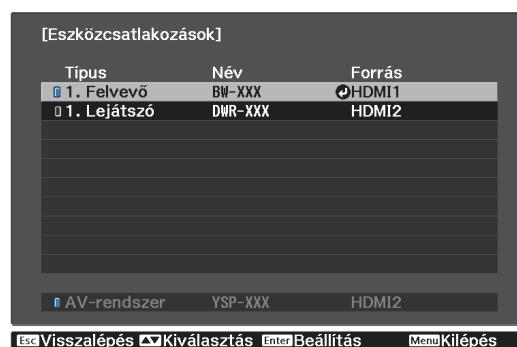 [Eszközcsatlakozások]
Típus Név Forrás
1. Felvevő BW-XXX HDMI1
1. Lejátszó DWR-XXX HDMI2
AV-rendszer YSP-XXX HDMI2
Esc Visszalépés Kiválasztás Enter Beállítás Menu Kilépés